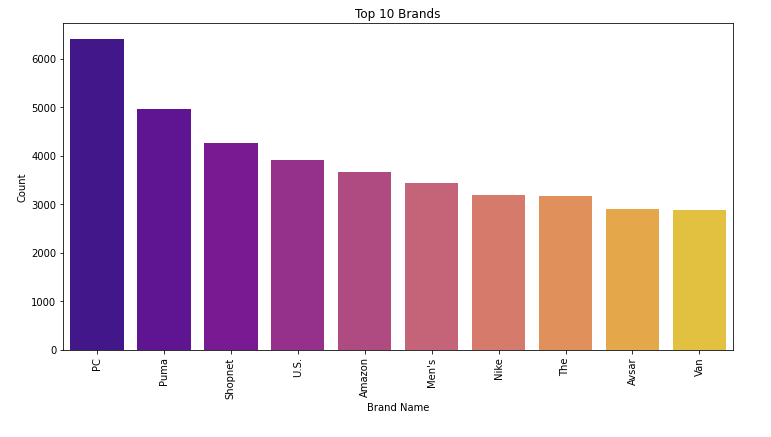 Top 10 Brands
6000
5000
4000
3000
2000
1000
0
Count
PC
Puma
Shopnet
U.S.
Amazon
Men's
Nike
The
Avsar
Van
Brand Name